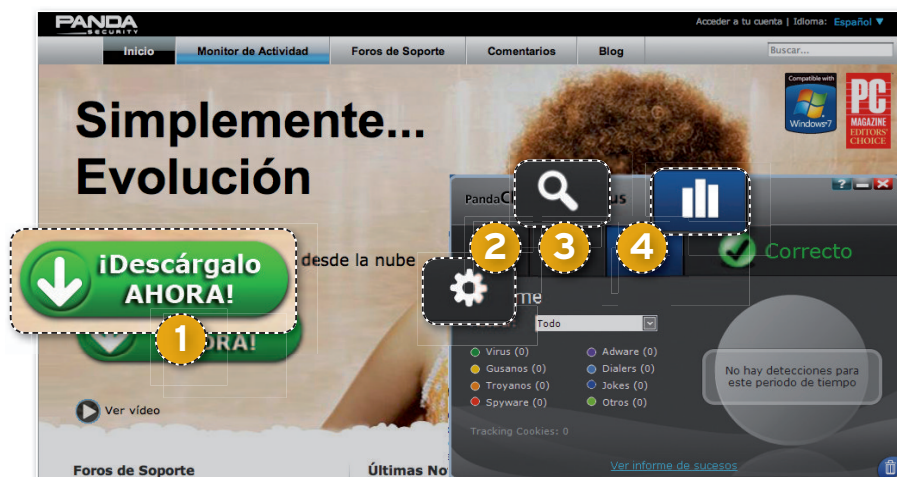 PANDA
SECURITY
Acceder a tu cuenta | Idioma: Español
Inicio
Monitor de Actividad
Foros de Soporte
Comentarios
Blog
Buscar...
Simplemente...
Evolución
Compatible with
Windows 7
PC
MAGAZINE
EDITORS'
CHOICE
desde la nube
¡Descárgalo
AHORA!
1
2
3
4
Panda
us
Correcto
Todo
Virus (0)
Gusanos (0)
Troyanos (0)
Spyware (0)
Adware (0)
Dialers (0)
Jokes (0)
Otros (0)
Tracking Cookies: 0
No hay detecciones para
este periodo de tiempo
Ver informe de sucesos
Ver vídeo
Foros de Soporte
Últimas No